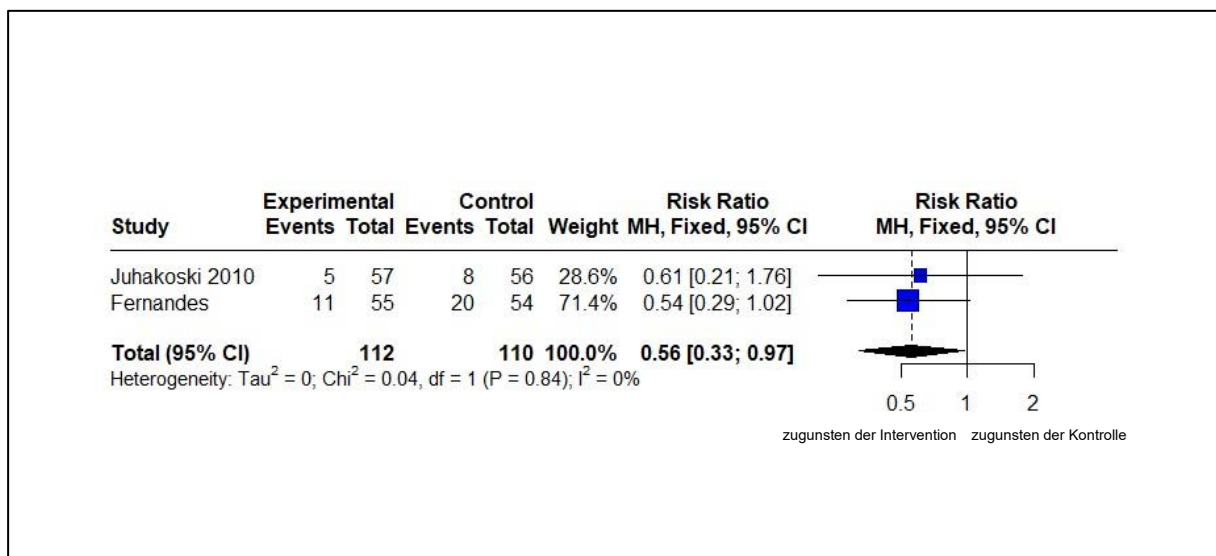 Experimental Control Risk Ratio Risk Ratio
Study Events Total Events Total Weight MH, Fixed, 95% CI MH, Fixed, 95% CI
Juhakoski 2010 5 57 8 56 28.6% 0.61 [0.21; 1.76]
Fernandes 11 55 20 54 71.4% 0.54 [0.29; 1.02]
Total (95% CI) 112 110 100.0% 0.56 [0.33; 0.97]
Heterogeneity: Tau² = 0; Chi² = 0.04, df = 1 (P = 0.84); I² = 0%
0.5 1 2
zugunsten der Intervention zugunsten der Kontrolle